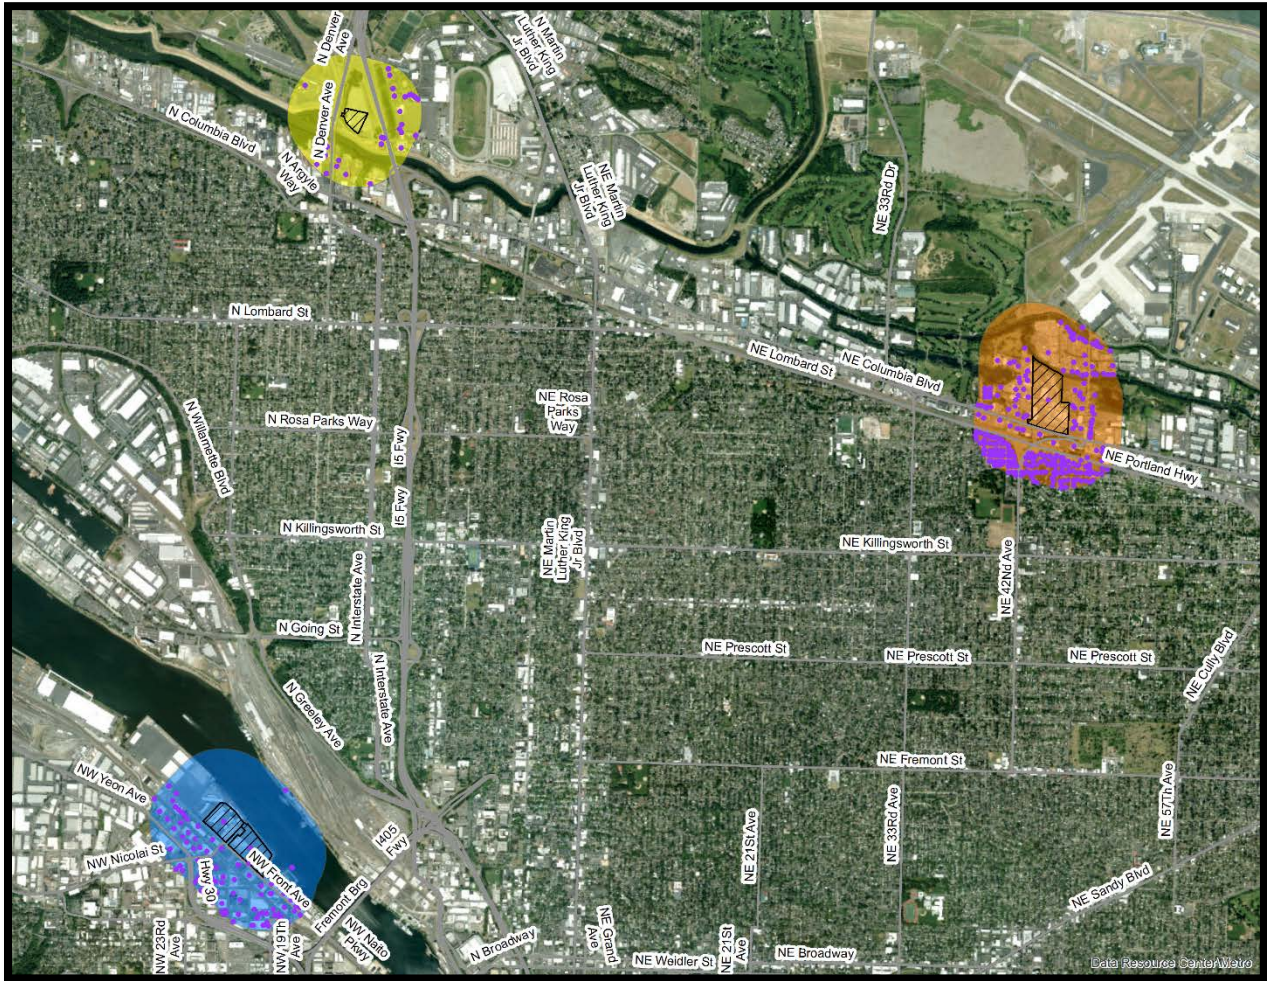 N Denver
Ave
N Martin
Luther King
Jr Blvd
N Columbia Blvd
N Denver Ave
N Argyle
Way
NE Martin
Luther King
Jr Blvd
NE 33Rd Dr
N Lombard St
NE Lombard St
NE Columbia Blvd
N Willamette Blvd
N Rosa Parks Way
I5 Fwy
NE Rosa
Parks
Way
NE Portland Hwy
I5 Fwy
N Killingsworth St
NE Martin
Luther King
Jr Blvd
NE Killingsworth St
N Interstate Ave
NE 42Nd Ave
N Going St
NE Prescott St
NE Prescott St
NE Prescott St
NE Cully Blvd
N Greeley Ave
N Interstate Ave
NE Fremont St
NW Yeon Ave
I405
Fwy
NE 21St Ave
NE 33Rd Ave
NE 57Th Ave
NW Nicolai St
Hwy 30
NW Front Ave
Fremont Brg
NE Sandy Blvd
NW 23Rd
Ave
NW 19Th
Ave
NW Naito
Pkwy
N Broadway
NE Grand
Ave
NE Weidler St
NE 21St
Ave
NE Broadway
Data Resource Center/Metro